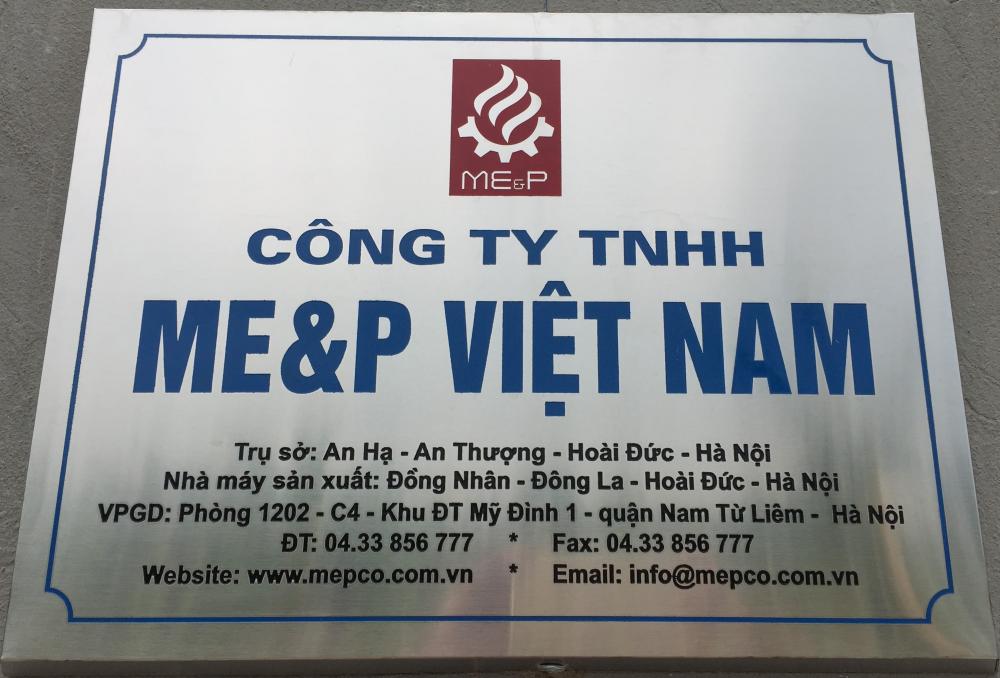 ME&P
CÔNG TY TNHH
ME&P VIỆT NAM
Trụ sở: An Hạ - An Thượng - Hoài Đức - Hà Nội
Nhà máy sản xuất: Đồng Nhân - Đông La - Hoài Đức - Hà Nội
VPGD: Phòng 1202 - C4 - Khu ĐT Mỹ Đình 1 - quận Nam Từ Liêm - Hà Nội
ĐT: 04.33 856 777 * Fax: 04.33 856 777
Website: www.mepco.com.vn * Email: info@mepco.com.vn